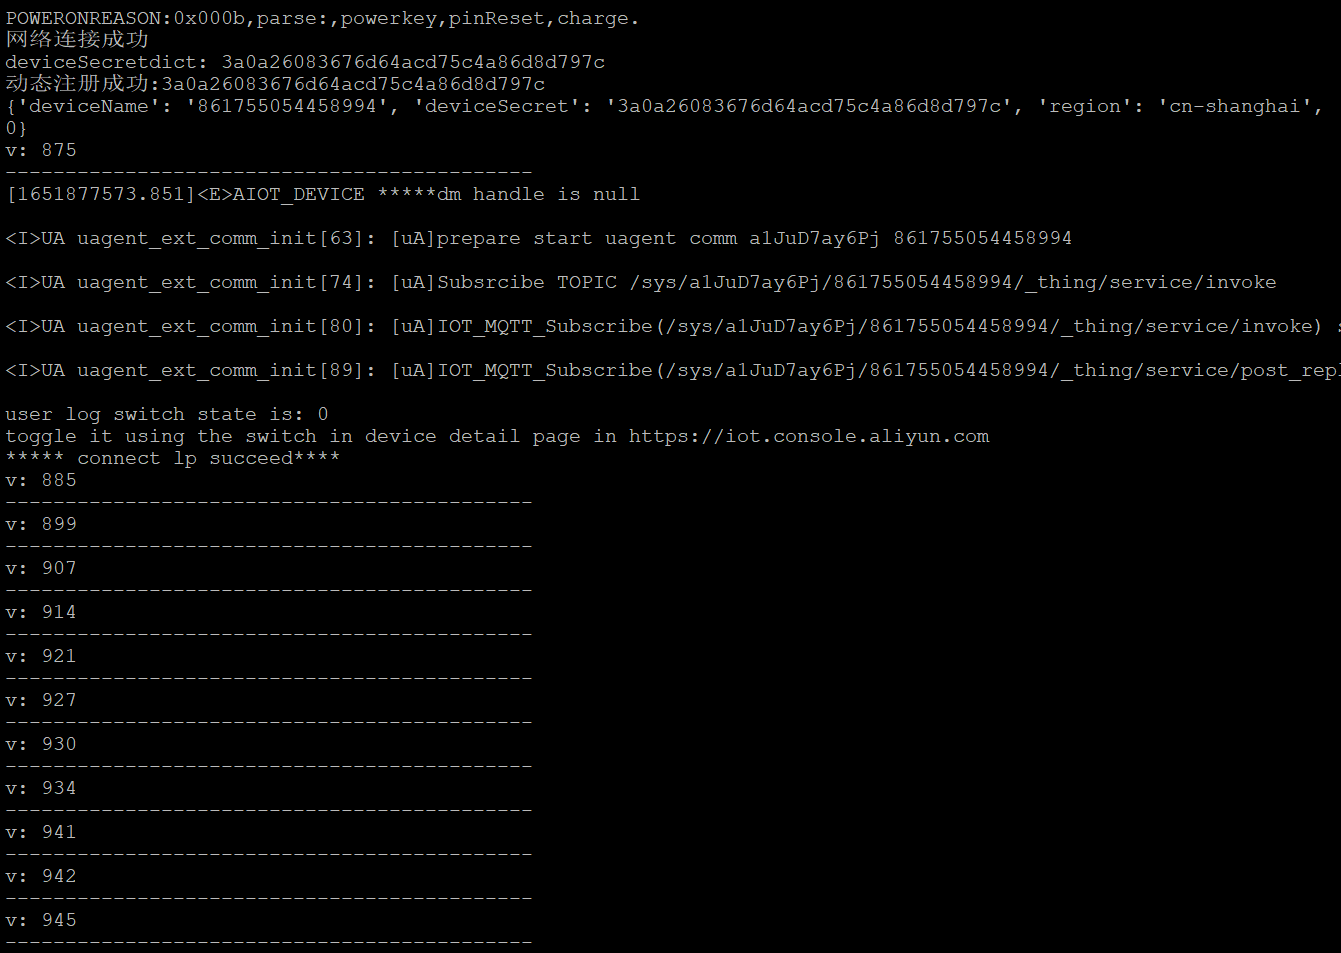 POWERONREASON:0x000b,parse:,powerkey,pinReset,charge.
网络连接成功
deviceSecretdict: 3a0a26083676d64acd75c4a86d8d797c
动态注册成功:3a0a26083676d64acd75c4a86d8d797c
{'deviceName': '861755054458994', 'deviceSecret': '3a0a26083676d64acd75c4a86d8d797c', 'region': 'cn-shanghai',
0}
v: 875
--------------------------------------------
[1651877573.851]<E>AIOT_DEVICE *****dm handle is null
<I>UA uagent_ext_comm_init[63]: [uA]prepare start uagent comm a1JuD7ay6Pj 861755054458994
<I>UA uagent_ext_comm_init[74]: [uA]Subsrcibe TOPIC /sys/a1JuD7ay6Pj/861755054458994/_thing/service/invoke
<I>UA uagent_ext_comm_init[80]: [uA]IOT_MQTT_Subscribe(/sys/a1JuD7ay6Pj/861755054458994/_thing/service/invoke)
<I>UA uagent_ext_comm_init[89]: [uA]IOT_MQTT_Subscribe(/sys/a1JuD7ay6Pj/861755054458994/_thing/service/post_repl
user log switch state is: 0
toggle it using the switch in device detail page in https://iot.console.aliyun.com
***** connect lp succeed****
v: 885
--------------------------------------------
v: 899
--------------------------------------------
v: 907
--------------------------------------------
v: 914
--------------------------------------------
v: 921
--------------------------------------------
v: 927
--------------------------------------------
v: 930
--------------------------------------------
v: 934
--------------------------------------------
v: 941
--------------------------------------------
v: 942
--------------------------------------------
v: 945
--------------------------------------------